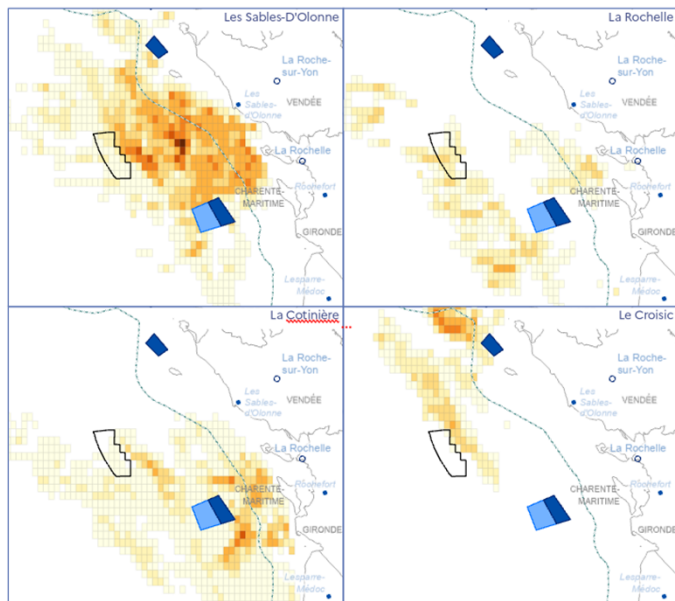 Les Sables-D'Olonne
La Roche-
sur-Yon
Les
Sables-
d'Olonne
VENDÉE
La Rochelle
CHARENTE-
MARITIME
Rochefort
GIRONDE
Lesparre-
Médoc
La Rochelle
La Roche-
sur-Yon
Les
Sables-
d'Olonne
VENDÉE
La Rochelle
CHARENTE-
MARITIME
Rochefort
GIRONDE
Lesparre-
Médoc
La Cotinière
...
La Roche-
sur-Yon
Les
Sables-
d'Olonne
VENDÉE
La Rochelle
CHARENTE-
MARITIME
Rochefort
GIRONDE
Lesparre-
Médoc
Le Croisic
La Roche-
sur-Yon
Les
Sables-
d'Olonne
VENDÉE
La Rochelle
CHARENTE-
MARITIME
Rochefort
GIRONDE
Lesparre-
Médoc